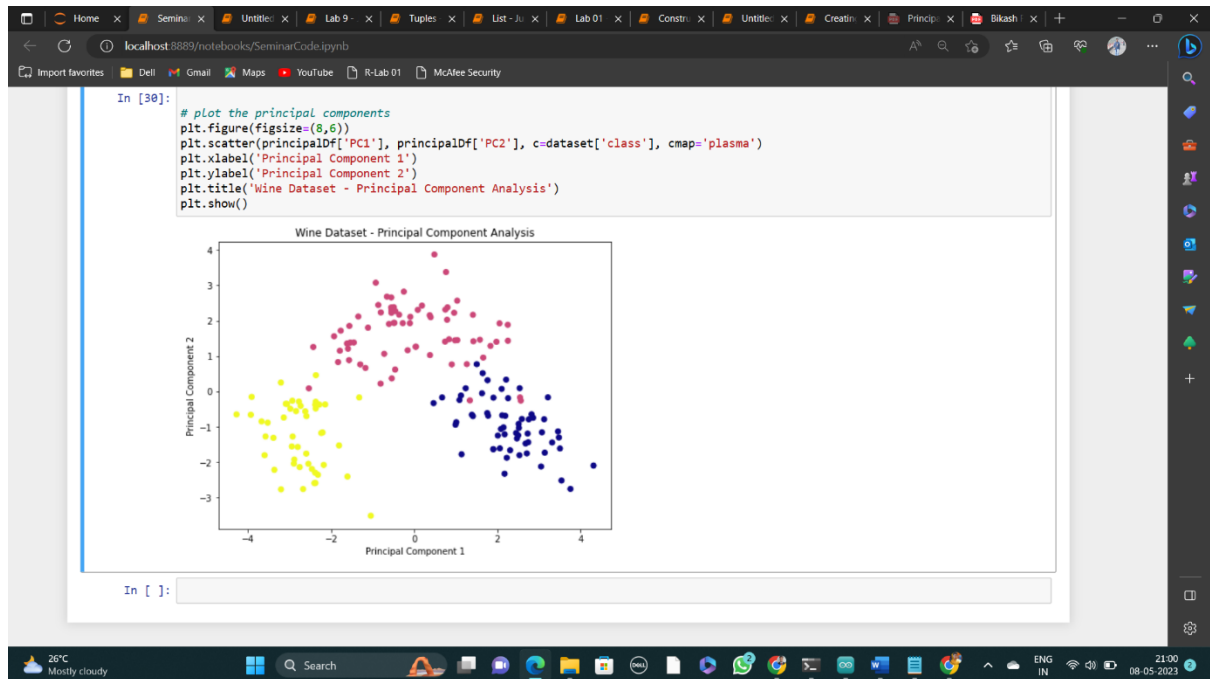 Home
Semina
Untitled
Lab 9 -
Tuples
List - Ju
Lab 01
Constru
Untitled
Creatin
Principa
Bikash
localhost:8889/notebooks/SeminarCode.ipynb
Import favorites
Dell
Gmail
Maps
YouTube
R-Lab 01
McAfee Security
In [30]:
# plot the principal components
plt.figure(figsize=(8,6))
plt.scatter(principalDf['PC1'], principalDf['PC2'], c=dataset['class'], cmap='plasma')
plt.xlabel('Principal Component 1')
plt.ylabel('Principal Component 2')
plt.title('Wine Dataset - Principal Component Analysis')
plt.show()
Wine Dataset - Principal Component Analysis
4
3
2
1
0
−1
−2
−3
Principal Component 2
−4 −2 0 2 4
Principal Component 1
In [ ]:
26°C
Mostly cloudy
Search
DELL
2
ENG
IN
21:00
08-05-2023
2